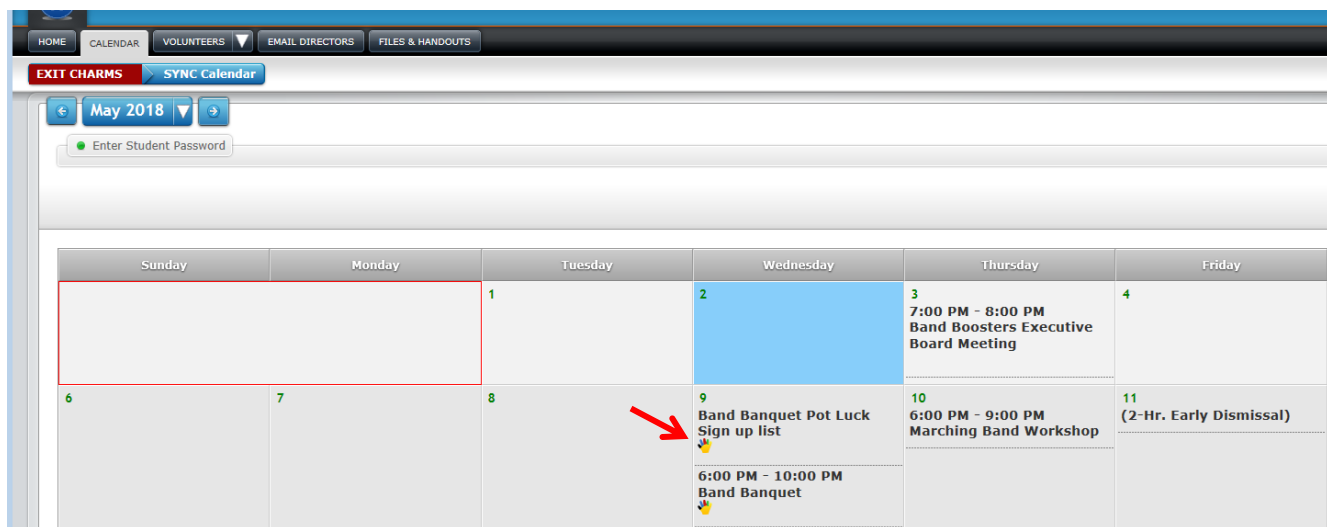 HOME CALENDAR VOLUNTEERS EMAIL DIRECTORS FILES & HANDOUTS
EXIT CHARMS SYNC Calendar
May 2018
Enter Student Password
Sunday Monday Tuesday Wednesday Thursday Friday
1 2 3 4
7:00 PM - 8:00 PM
Band Boosters Executive
Board Meeting
6 7 8 9 10 11
Band Banquet Pot Luck
Sign up list
6:00 PM - 10:00 PM
Band Banquet
6:00 PM - 9:00 PM
Marching Band Workshop
(2-Hr. Early Dismissal)